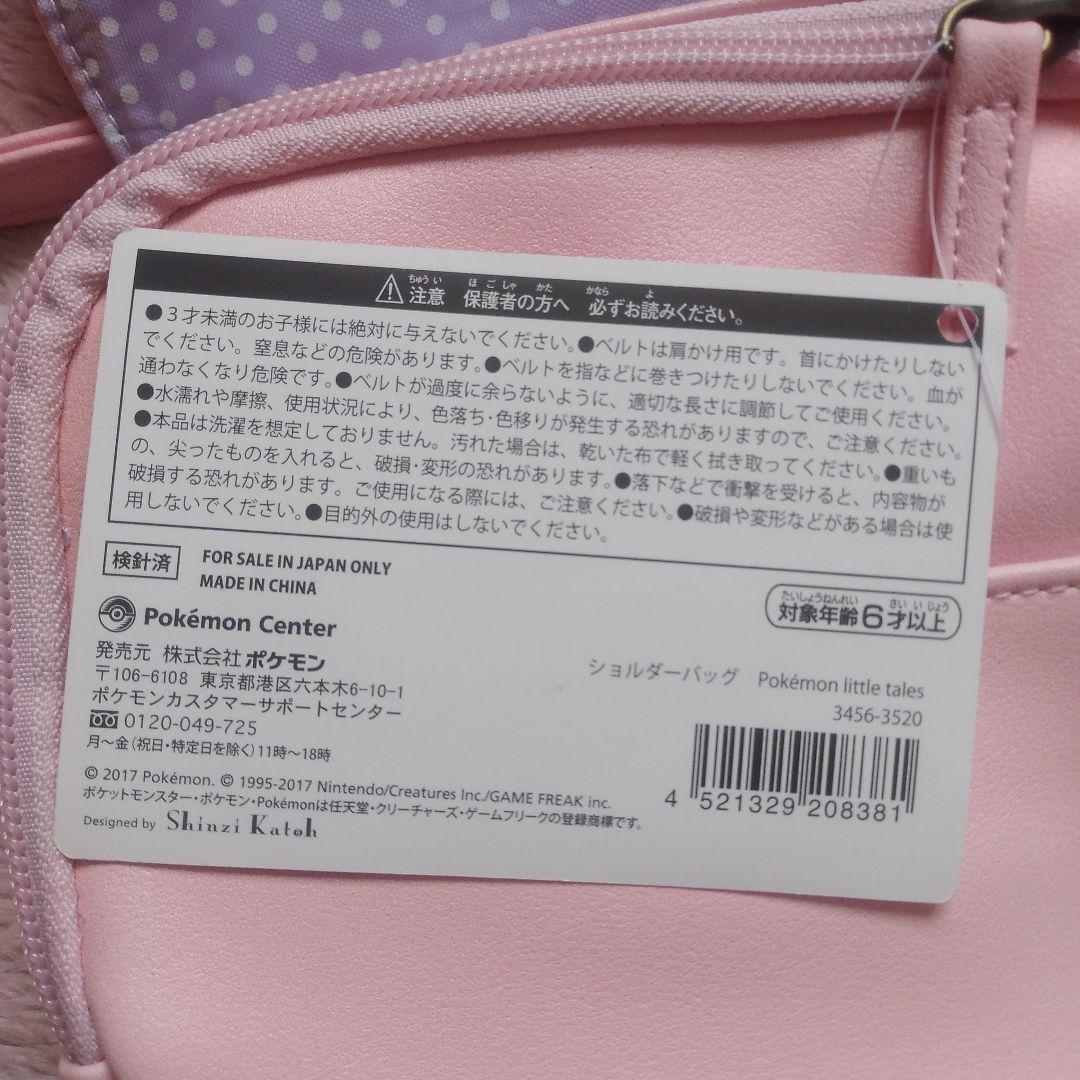 ⚠注意 保護者の方へ 必ずお読みください。
●3才未満のお子様には絶対に与えないでください。●ベルトは肩かけ用です。首にかけたりしない
でください。窒息などの危険があります。●ベルトを指などに巻きつけたりしないでください。血が
通わなくなり危険です。●ベルトが過度に余らないように、適切な長さに調節してご使用ください。
●水濡れや摩擦、使用状況により、色落ち・色移りが発生する恐れがありますので、ご注意ください。
●本品は洗濯を想定しておりません。汚れた場合は、乾いた布で軽く拭き取ってください。●重いも
の、尖ったものを入れると、破損・変形の恐れがあります。●落下などで衝撃を受けると、内容物が
破損する恐れがあります。ご使用になる際には、ご注意ください。●破損や変形などがある場合は使
用しないでください。●目的外の使用はしないでください。
検針済 FOR SALE IN JAPAN ONLY
MADE IN CHINA
対象年齢6才以上
Pokémon Center
発売元 株式会社ポケモン
〒106-6108 東京都港区六本木6-10-1
ポケモンカスタマーサポートセンター
0120-049-725
月～金（祝日・特定日を除く）11時～18時
ショルダーバッグ Pokémon little tales
3456-3520
4 521329 208381
© 2017 Pokémon. © 1995-2017 Nintendo/Creatures Inc./GAME FREAK inc.
ポケットモンスター・ポケモン・Pokémonは任天堂・クリーチャーズ・ゲームフリークの登録商標です。
Designed by Shinzi Katoh